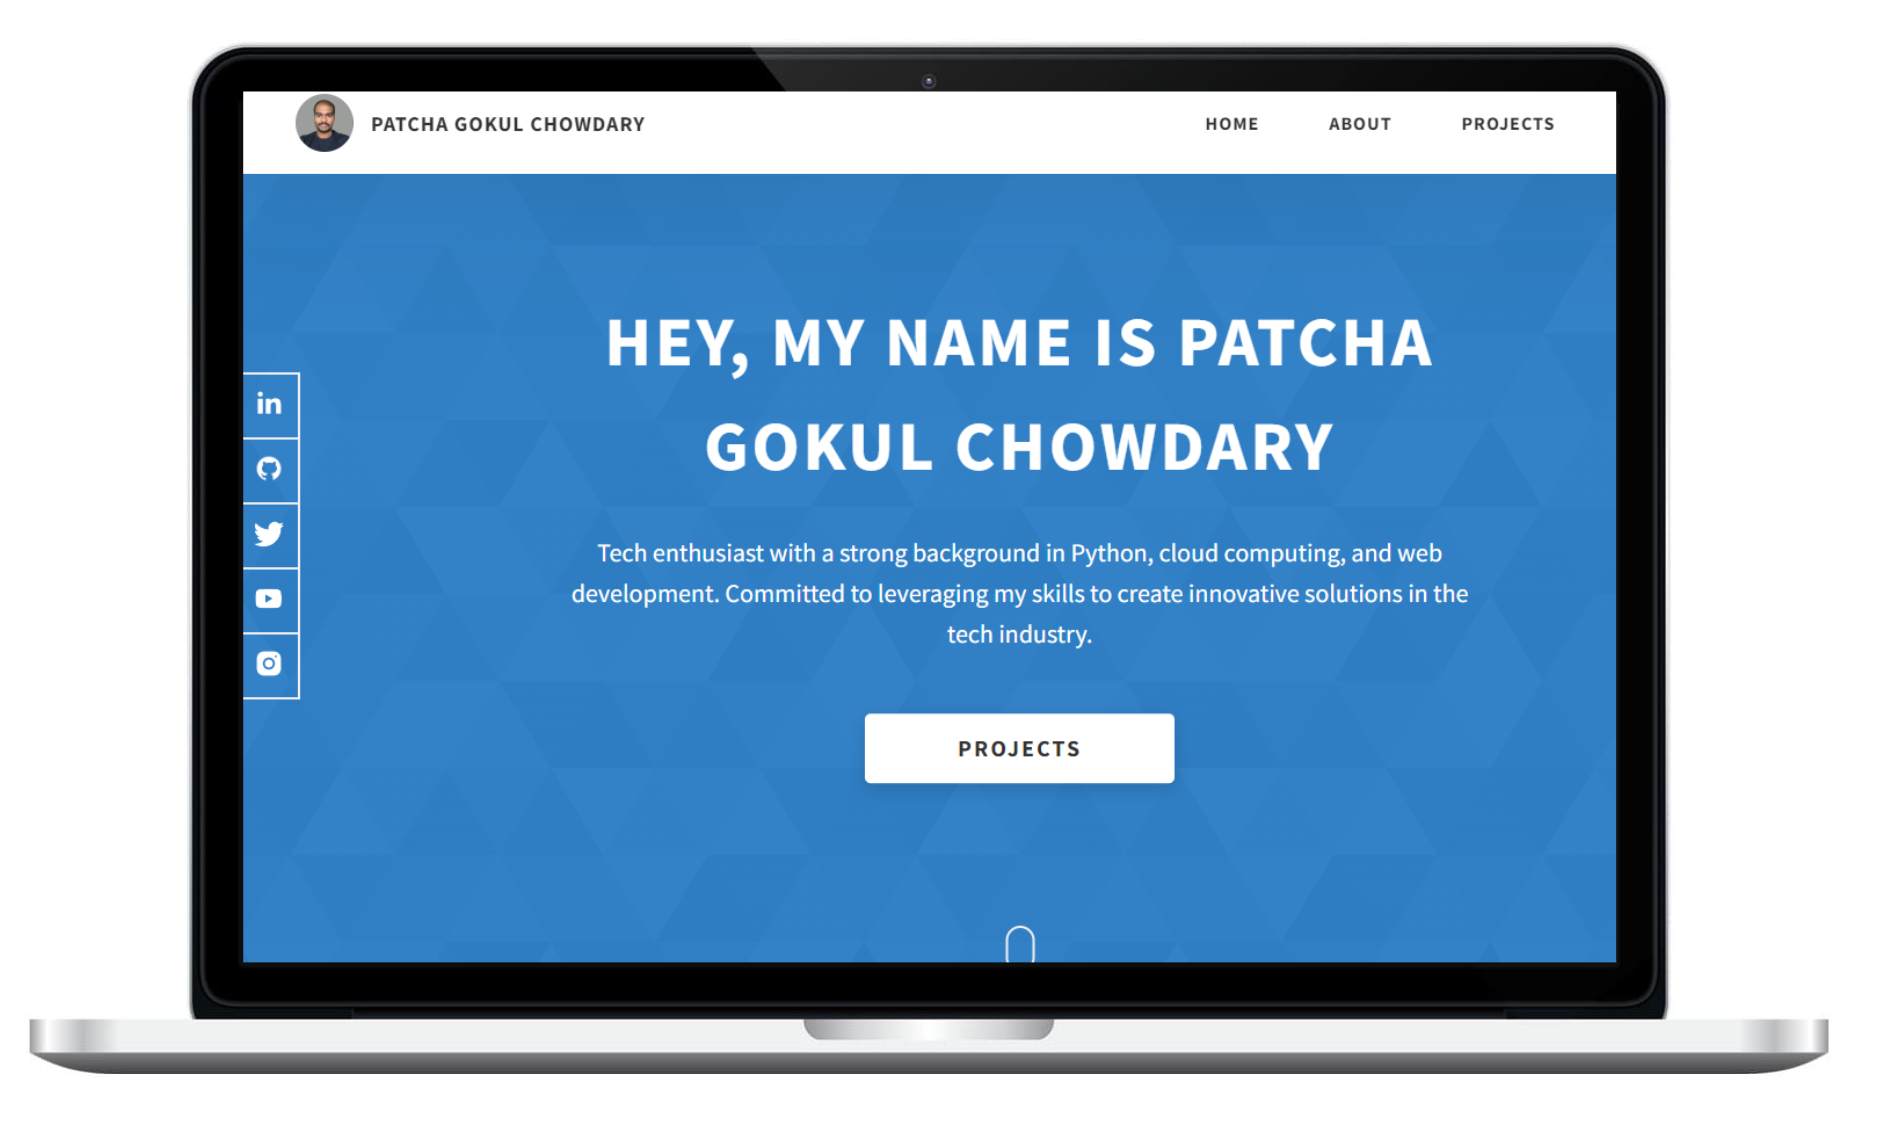 PATCHA GOKUL CHOWDARY
HOME
ABOUT
PROJECTS
HEY, MY NAME IS PATCHA
GOKUL CHOWDARY
in
Tech enthusiast with a strong background in Python, cloud computing, and web
development. Committed to leveraging my skills to create innovative solutions in the
tech industry.
PROJECTS